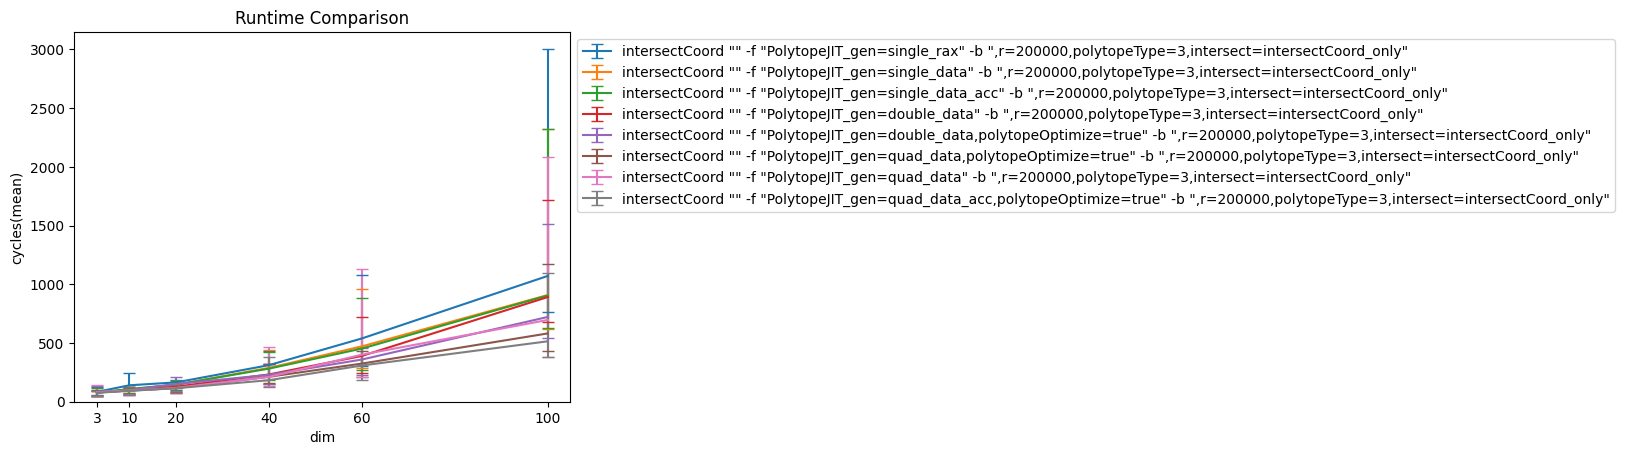 Runtime Comparison
3000
2500
2000
1500
1000
500
0
cycles(mean)
3 10 20 40 60 100
dim
intersectCoord "" -f "PolytopeJIT_gen=single_rax" -b ",r=200000,polytopeType=3,intersect=intersectCoord_only"
intersectCoord "" -f "PolytopeJIT_gen=single_data" -b ",r=200000,polytopeType=3,intersect=intersectCoord_only"
intersectCoord "" -f "PolytopeJIT_gen=single_data_acc" -b ",r=200000,polytopeType=3,intersect=intersectCoord_only"
intersectCoord "" -f "PolytopeJIT_gen=double_data" -b ",r=200000,polytopeType=3,intersect=intersectCoord_only"
intersectCoord "" -f "PolytopeJIT_gen=double_data,polytopeOptimize=true" -b ",r=200000,polytopeType=3,intersect=intersectCoord_only"
intersectCoord "" -f "PolytopeJIT_gen=quad_data,polytopeOptimize=true" -b ",r=200000,polytopeType=3,intersect=intersectCoord_only"
intersectCoord "" -f "PolytopeJIT_gen=quad_data" -b ",r=200000,polytopeType=3,intersect=intersectCoord_only"
intersectCoord "" -f "PolytopeJIT_gen=quad_data_acc,polytopeOptimize=true" -b ",r=200000,polytopeType=3,intersect=intersectCoord_only"